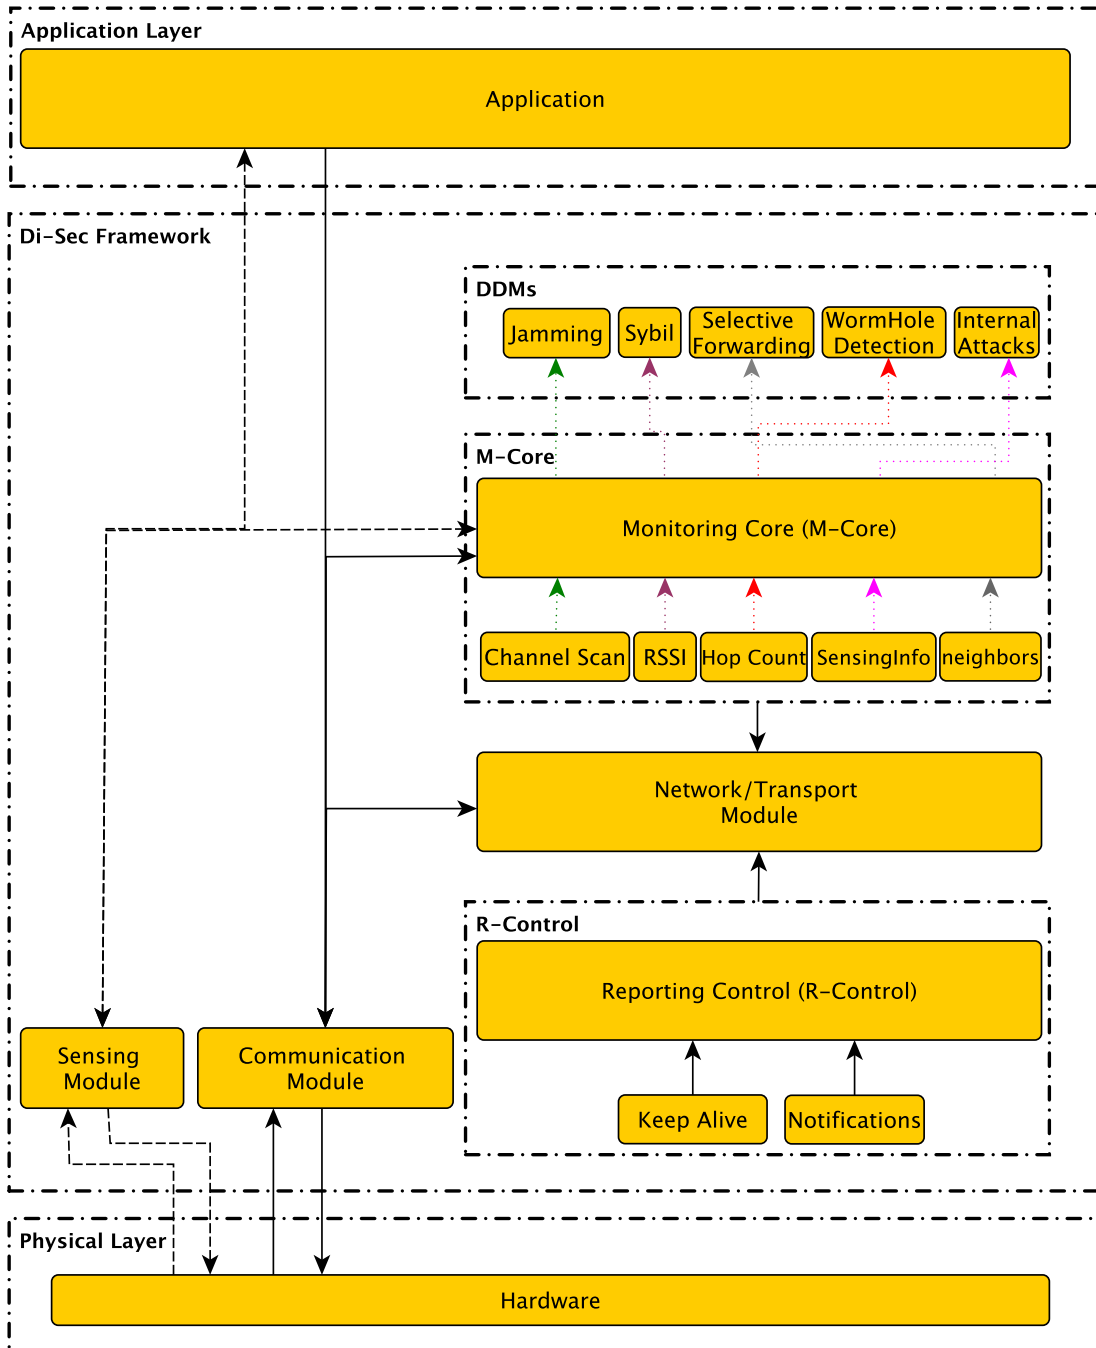 Application Layer
Application
Di-Sec Framework
DDMs
Jamming
Sybil
Selective
Forwarding
WormHole
Detection
Internal
Attacks
M-Core
Monitoring Core (M-Core)
Channel Scan
RSSI
Hop Count
SensingInfo
neighbors
Network/Transport
Module
R-Control
Reporting Control (R-Control)
Sensing
Module
Communication
Module
Keep Alive
Notifications
Physical Layer
Hardware